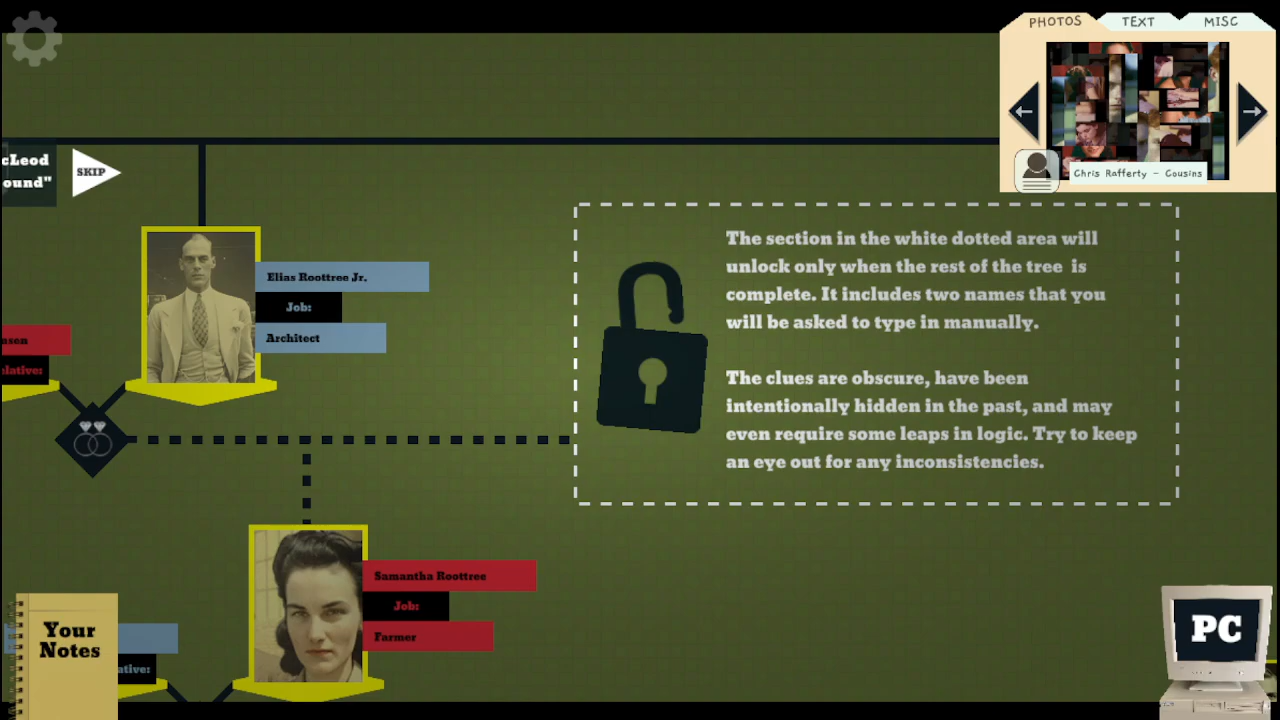 PHOTOS TEXT MISC
Chris Rafferty - Cousins
cLeod
ound"
SKIP
Elias Roottree Jr.
Job:
Architect
nsen
elative:
The section in the white dotted area will
unlock only when the rest of the tree is
complete. It includes two names that you
will be asked to type in manually.
The clues are obscure, have been
intentionally hidden in the past, and may
even require some leaps in logic. Try to keep
an eye out for any inconsistencies.
Samantha Roottree
Job:
Farmer
Your
Notes
ative:
PC